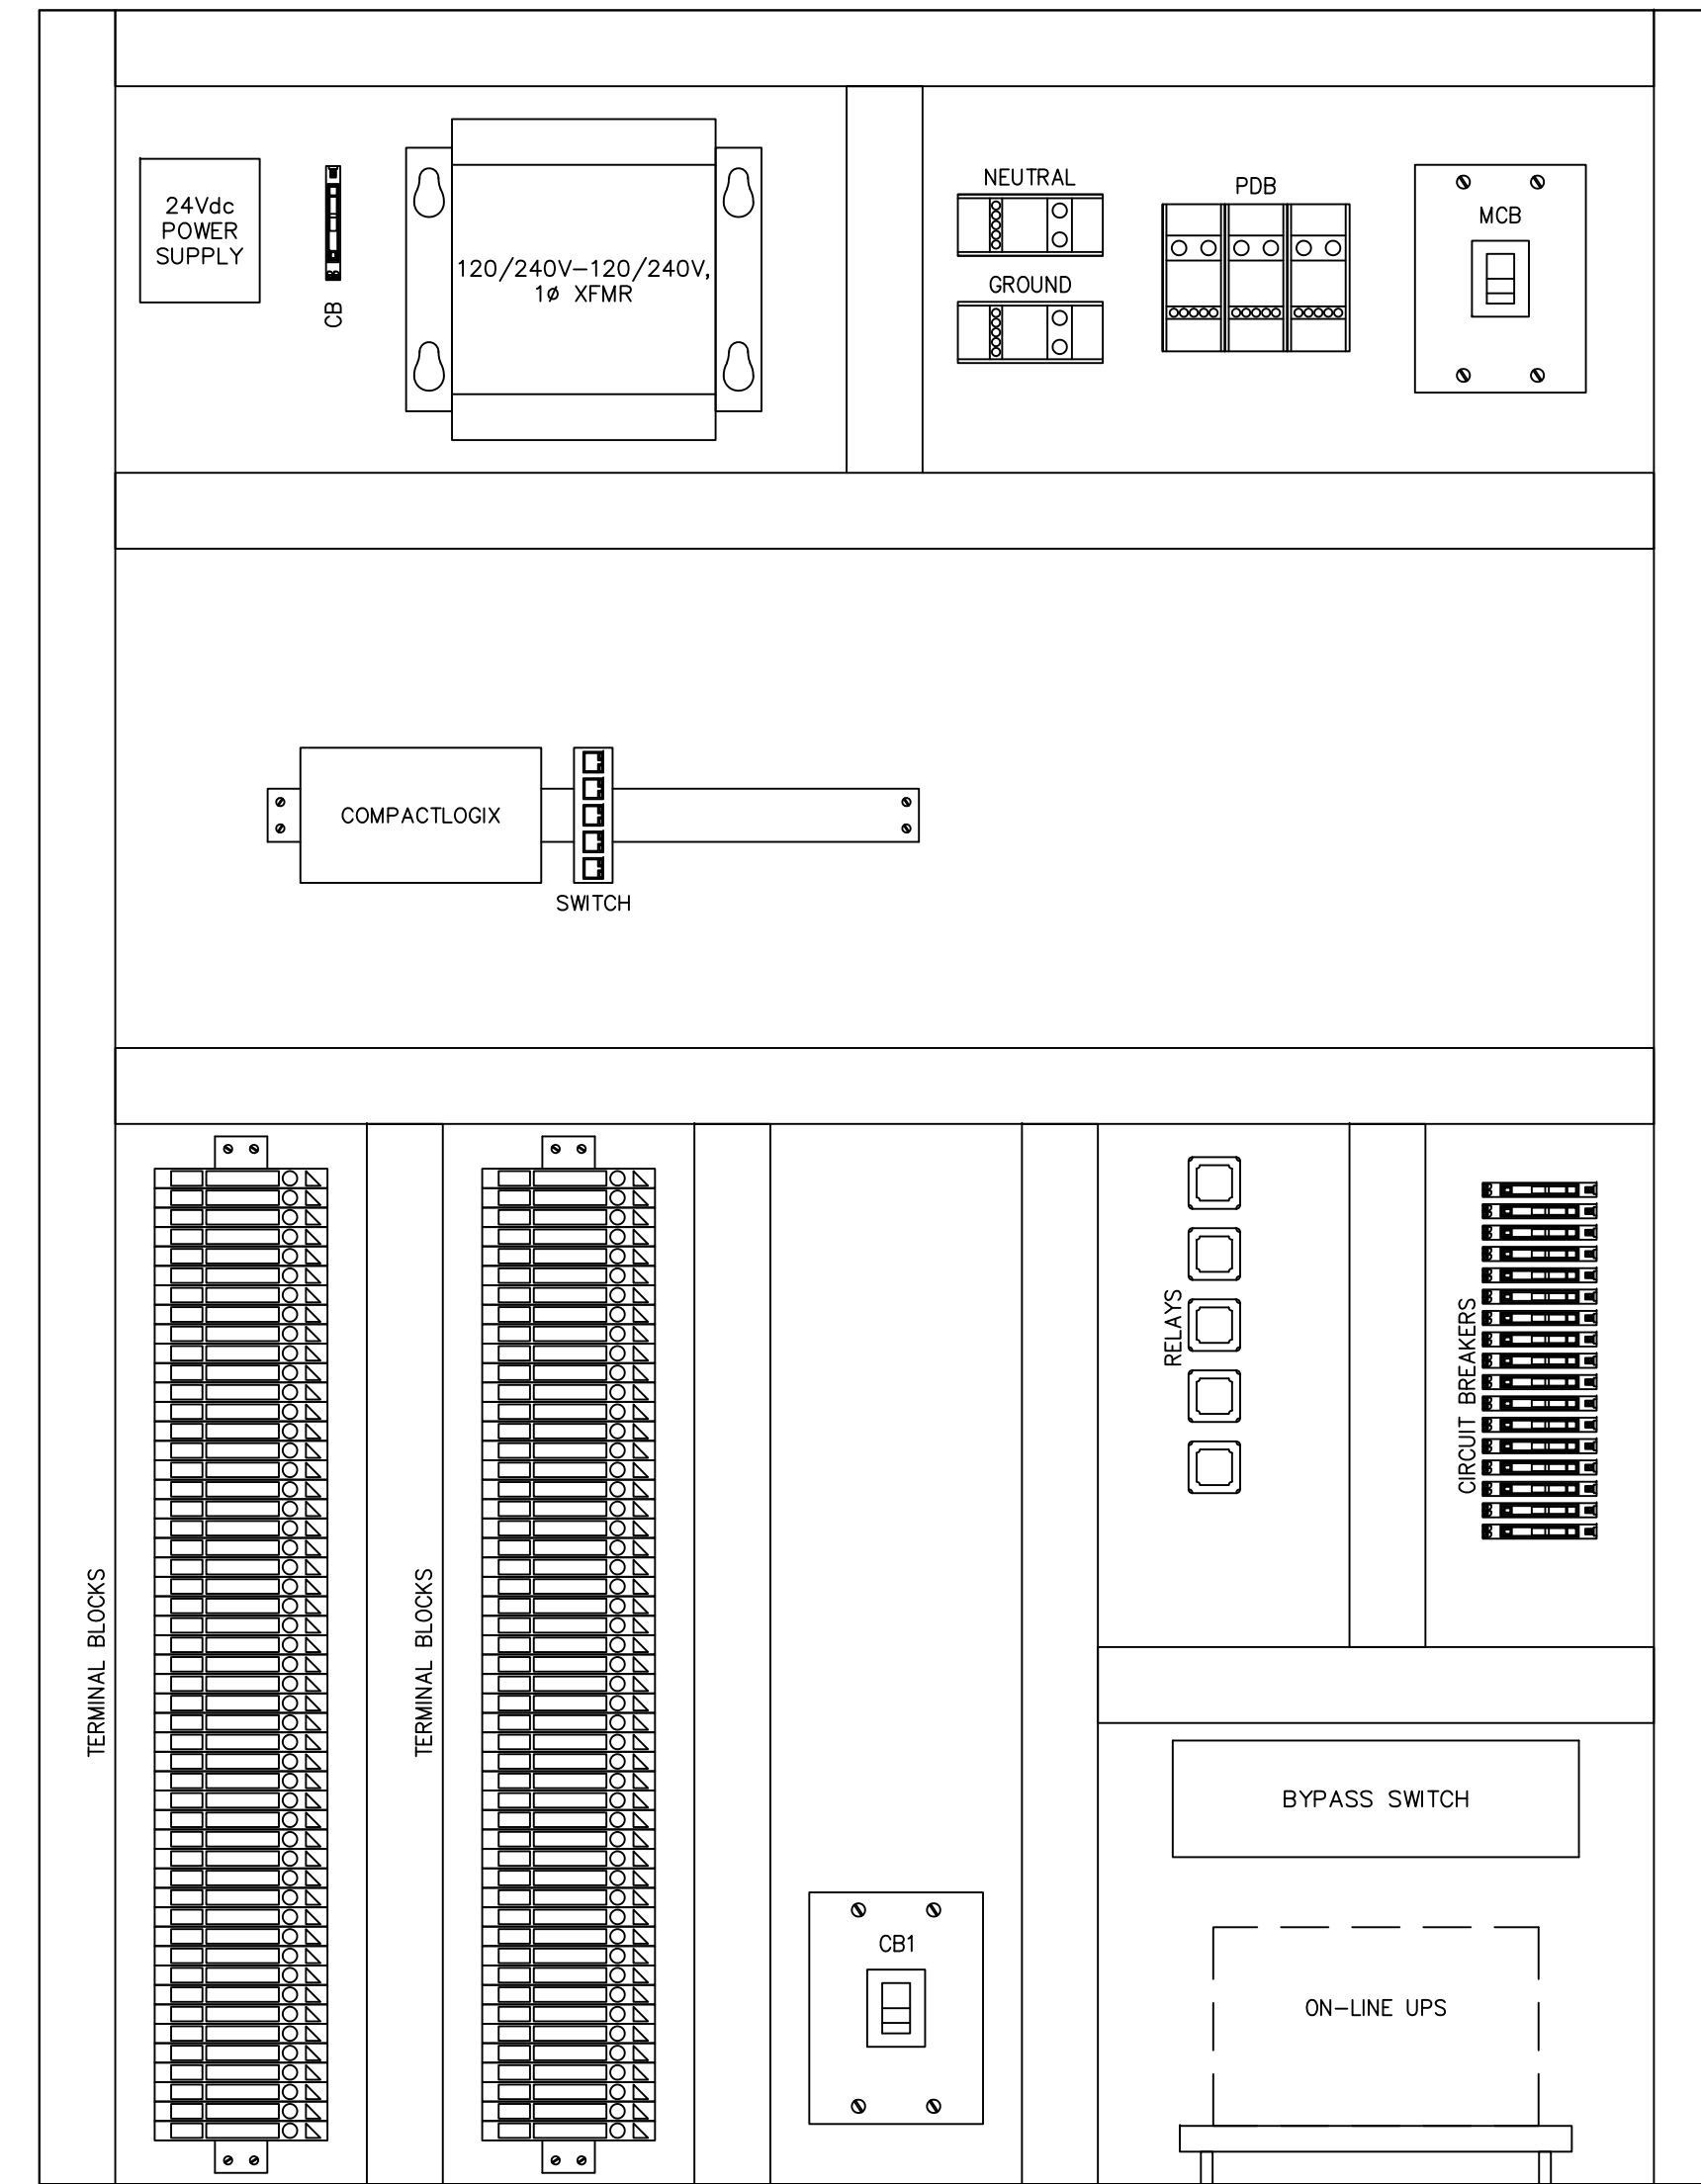 24Vdc
POWER
SUPPLY
CB
120/240V-120/240V,
1ø XFMR
NEUTRAL
GROUND
PDB
MCB
COMPACTLOGIX
SWITCH
TERMINAL BLOCKS
TERMINAL BLOCKS
RELAYS
CIRCUIT BREAKERS
BYPASS SWITCH
CB1
ON-LINE UPS